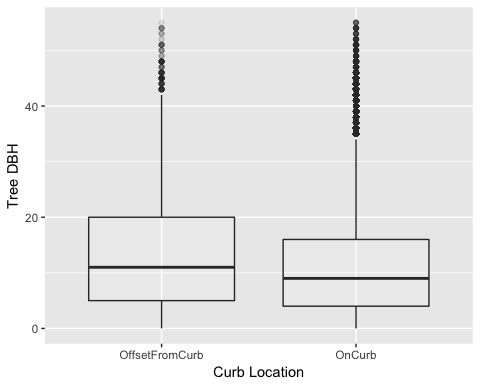 Tree DBH
40
20
0
OffsetFromCurb
OnCurb
Curb Location